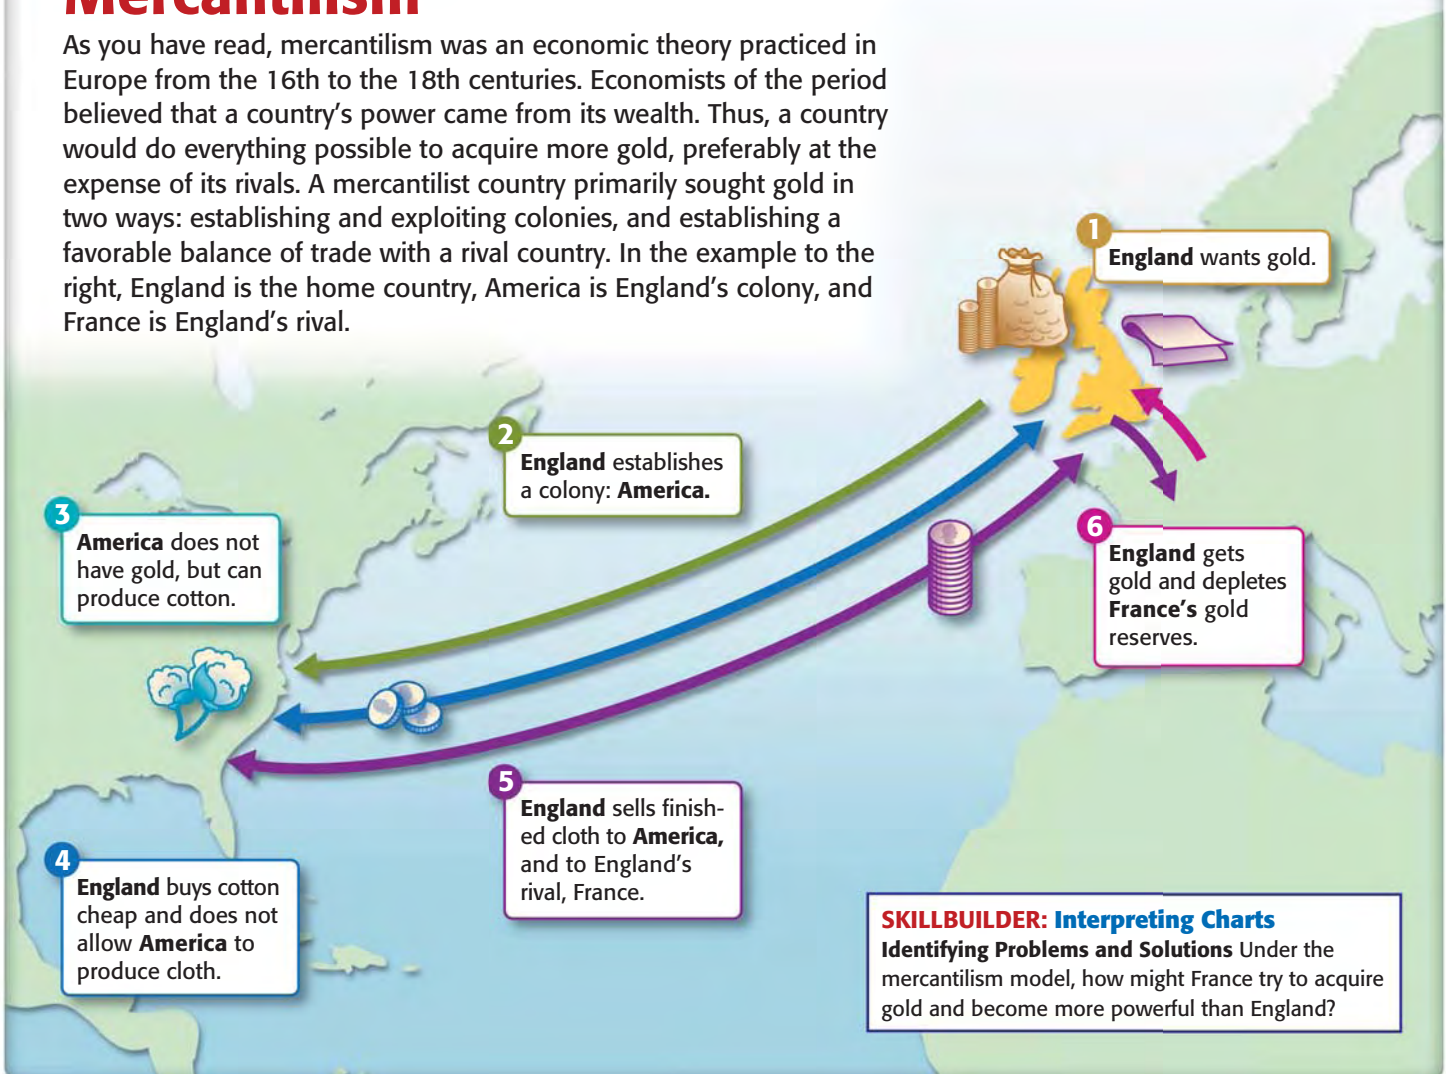 Mercantilism
As you have read, mercantilism was an economic theory practiced in
Europe from the 16th to the 18th centuries. Economists of the period
believed that a country's power came from its wealth. Thus, a country
would do everything possible to acquire more gold, preferably at the
expense of its rivals. A mercantilist country primarily sought gold in
two ways: establishing and exploiting colonies, and establishing a
favorable balance of trade with a rival country. In the example to the
right, England is the home country, America is England's colony, and
France is England's rival.
1
England wants gold.
2
England establishes
a colony: America.
3
America does not
have gold, but can
produce cotton.
4
England buys cotton
cheap and does not
allow America to
produce cloth.
5
England sells finish-
ed cloth to America,
and to England's
rival, France.
6
England gets
gold and depletes
France's gold
reserves.
SKILLBUILDER: Interpreting Charts
Identifying Problems and Solutions Under the
mercantilism model, how might France try to acquire
gold and become more powerful than England?